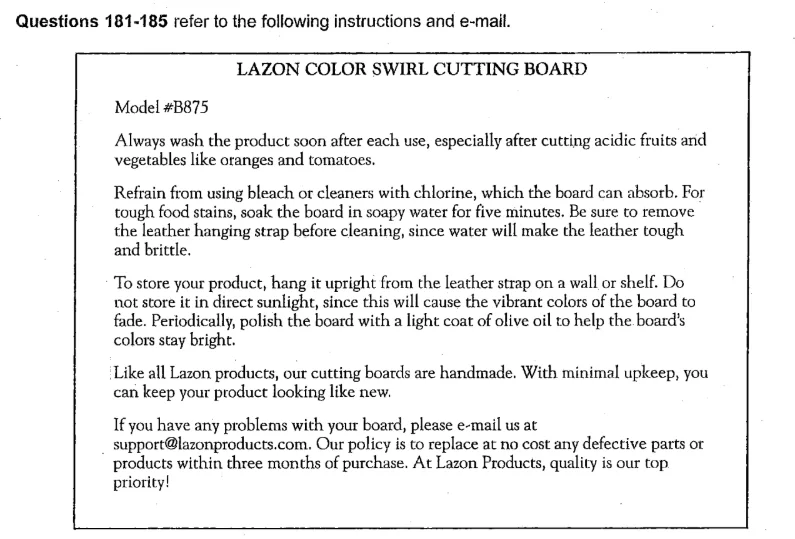 Questions 181-185 refer to the following instructions and e-mail.
LAZON COLOR SWIRL CUTTING BOARD
Model #B875
Always wash the product soon after each use, especially after cutting acidic fruits and
vegetables like oranges and tomatoes.
Refrain from using bleach or cleaners with chlorine, which the board can absorb. For
tough food stains, soak the board in soapy water for five minutes. Be sure to remove
the leather hanging strap before cleaning, since water will make the leather tough
and brittle.
To store your product, hang it upright from the leather strap on a wall or shelf. Do
not store it in direct sunlight, since this will cause the vibrant colors of the board to
fade. Periodically, polish the board with a light coat of olive oil to help the board's
colors stay bright.
Like all Lazon products, our cutting boards are handmade. With minimal upkeep, you
can keep your product looking like new.
If you have any problems with your board, please e-mail us at
support@lazonproducts.com. Our policy is to replace at no cost any defective parts or
products within three months of purchase. At Lazon Products, quality is our top
priority!